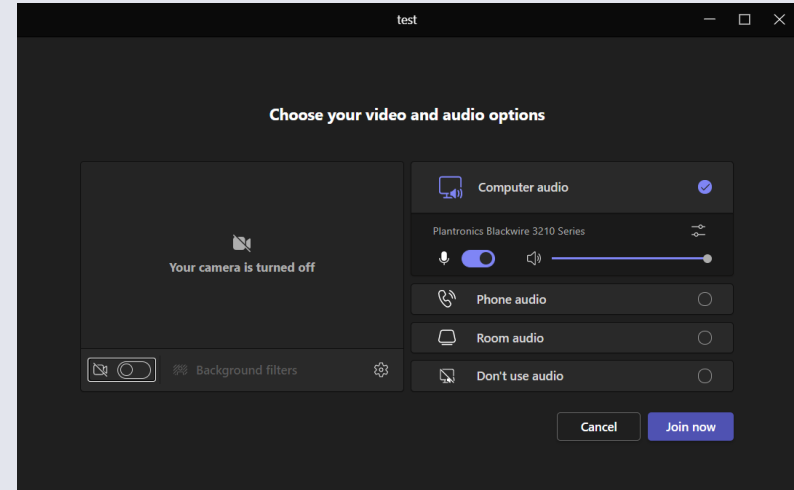 test
Choose your video and audio options
Your camera is turned off
Background filters
Computer audio
Plantronics Blackwire 3210 Series
Phone audio
Room audio
Don't use audio
Cancel
Join now